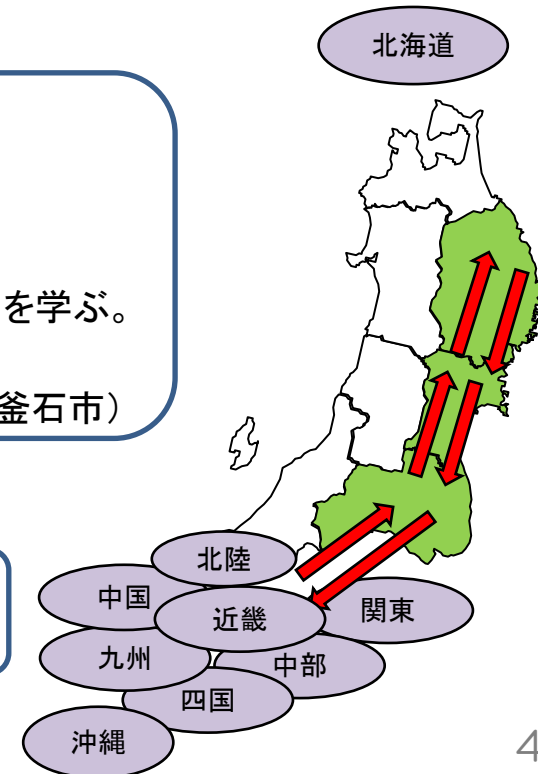 北海道
を学ぶ。
釜石市）
北陸
中国
近畿
関東
九州
中部
四国
沖縄
4